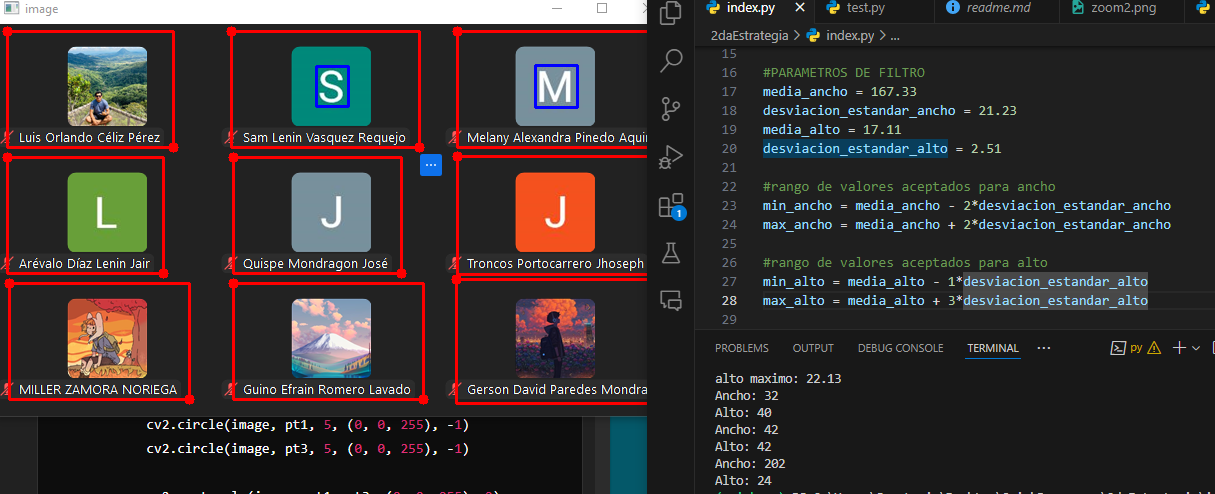 image
S
M
Luis Orlando Céliz Pérez
Sam Lenin Vasquez Requejo
Melany Alexandra Pinedo Aquin
...
L
J
J
Arévalo Díaz Lenin Jair
Quispe Mondragon José
Troncos Portocarrero Jhoseph
MILLER ZAMORA NORIEGA
Guino Efrain Romero Lavado
Gerson David Paredes Mondra
cv2.circle(image, pt1, 5, (0, 0, 255), -1)
cv2.circle(image, pt3, 5, (0, 0, 255), -1)
index.py
test.py
readme.md
zoom2.png
2daEstrategia > index.py > ...
15
16 #PARAMETROS DE FILTRO
17 media_ancho = 167.33
18 desviacion_estandar_ancho = 21.23
19 media_alto = 17.11
20 desviacion_estandar_alto = 2.51
21
22 #rango de valores aceptados para ancho
23 min_ancho = media_ancho - 2*desviacion_estandar_ancho
24 max_ancho = media_ancho + 2*desviacion_estandar_ancho
25
26 #rango de valores aceptados para alto
27 min_alto = media_alto - 1*desviacion_estandar_alto
28 max_alto = media_alto + 3*desviacion_estandar_alto
29
1
PROBLEMS OUTPUT DEBUG CONSOLE TERMINAL ... py
alto maximo: 22.13
Ancho: 32
Alto: 40
Ancho: 42
Alto: 42
Ancho: 202
Alto: 24